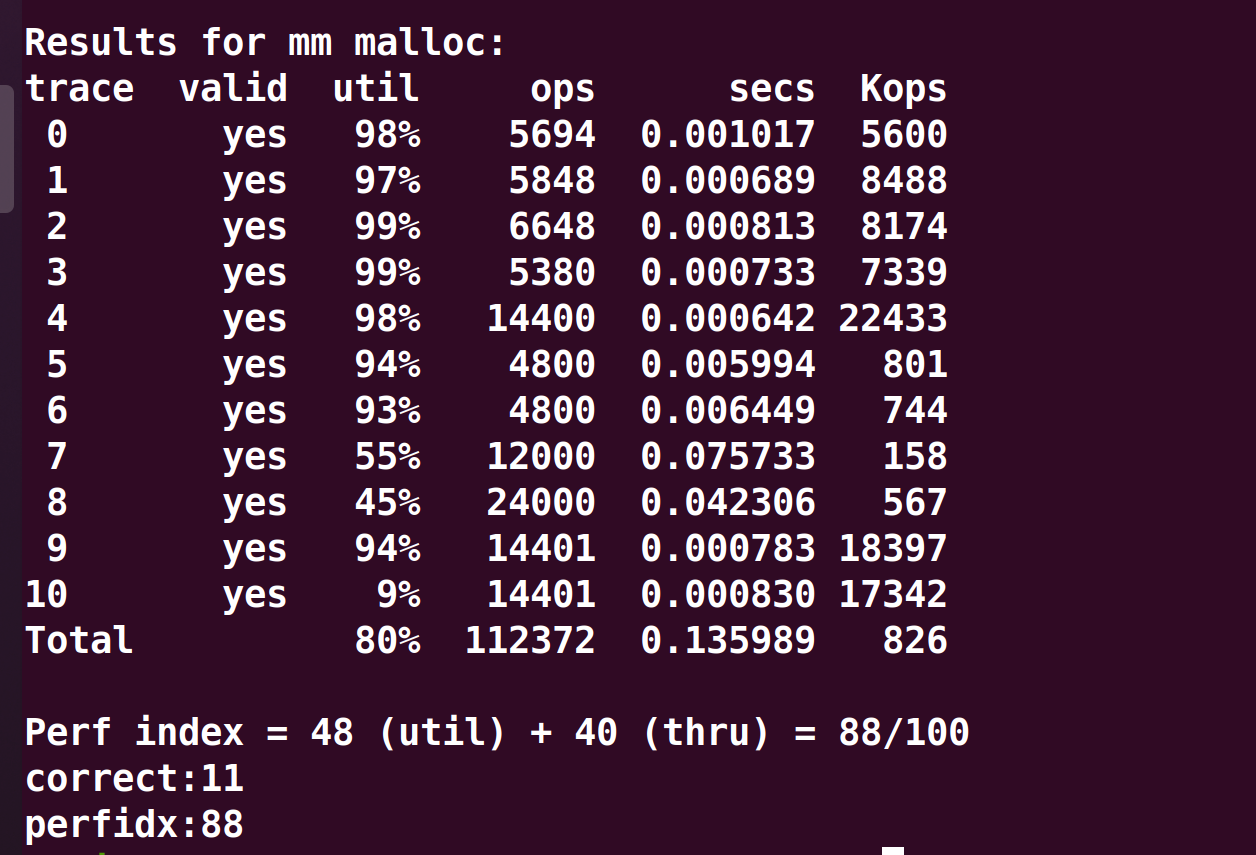 Results for mm malloc:
trace  valid  util     ops      secs  Kops
 0       yes   98%    5694  0.001017  5600
 1       yes   97%    5848  0.000689  8488
 2       yes   99%    6648  0.000813  8174
 3       yes   99%    5380  0.000733  7339
 4       yes   98%   14400  0.000642 22433
 5       yes   94%    4800  0.005994   801
 6       yes   93%    4800  0.006449   744
 7       yes   55%   12000  0.075733   158
 8       yes   45%   24000  0.042306   567
 9       yes   94%   14401  0.000783 18397
10       yes    9%   14401  0.000830 17342
Total          80%  112372  0.135989   826
Perf index = 48 (util) + 40 (thru) = 88/100
correct:11
perfidx:88